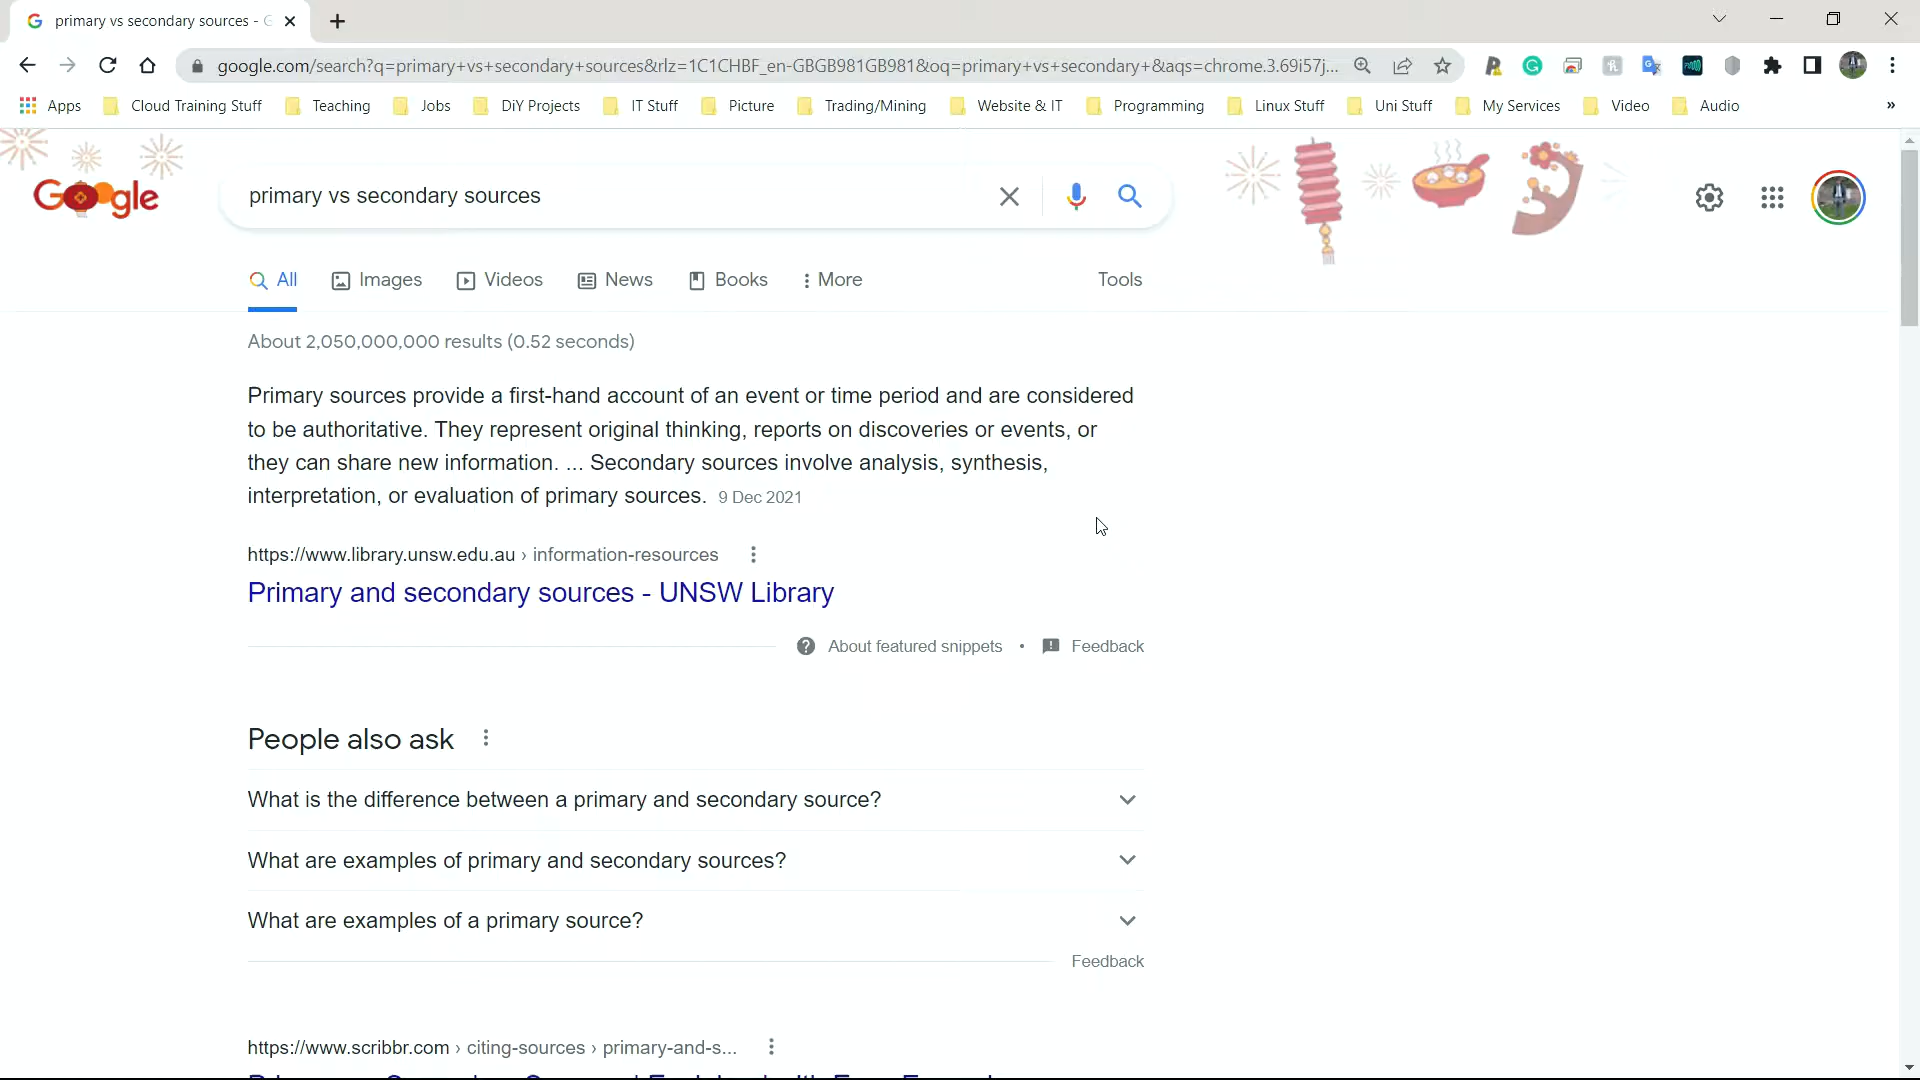 primary vs secondary sources - G
google.com/search?q=primary+vs+secondary+sources&rlz=1C1CHBF_en-GBGB981GB981&oq=primary+vs+secondary+&aqs=chrome.3.69i57j...
Apps Cloud Training Stuff Teaching Jobs DiY Projects IT Stuff Picture Trading/Mining Website & IT Programming Linux Stuff Uni Stuff My Services Video Audio »
Google primary vs secondary sources
All Images Videos News Books More Tools
About 2,050,000,000 results (0.52 seconds)
Primary sources provide a first-hand account of an event or time period and are considered
to be authoritative. They represent original thinking, reports on discoveries or events, or
they can share new information. ... Secondary sources involve analysis, synthesis,
interpretation, or evaluation of primary sources. 9 Dec 2021
https://www.library.unsw.edu.au › information-resources
Primary and secondary sources - UNSW Library
About featured snippets • Feedback
People also ask
What is the difference between a primary and secondary source?
What are examples of primary and secondary sources?
What are examples of a primary source?
Feedback
https://www.scribbr.com › citing-sources › primary-and-s...